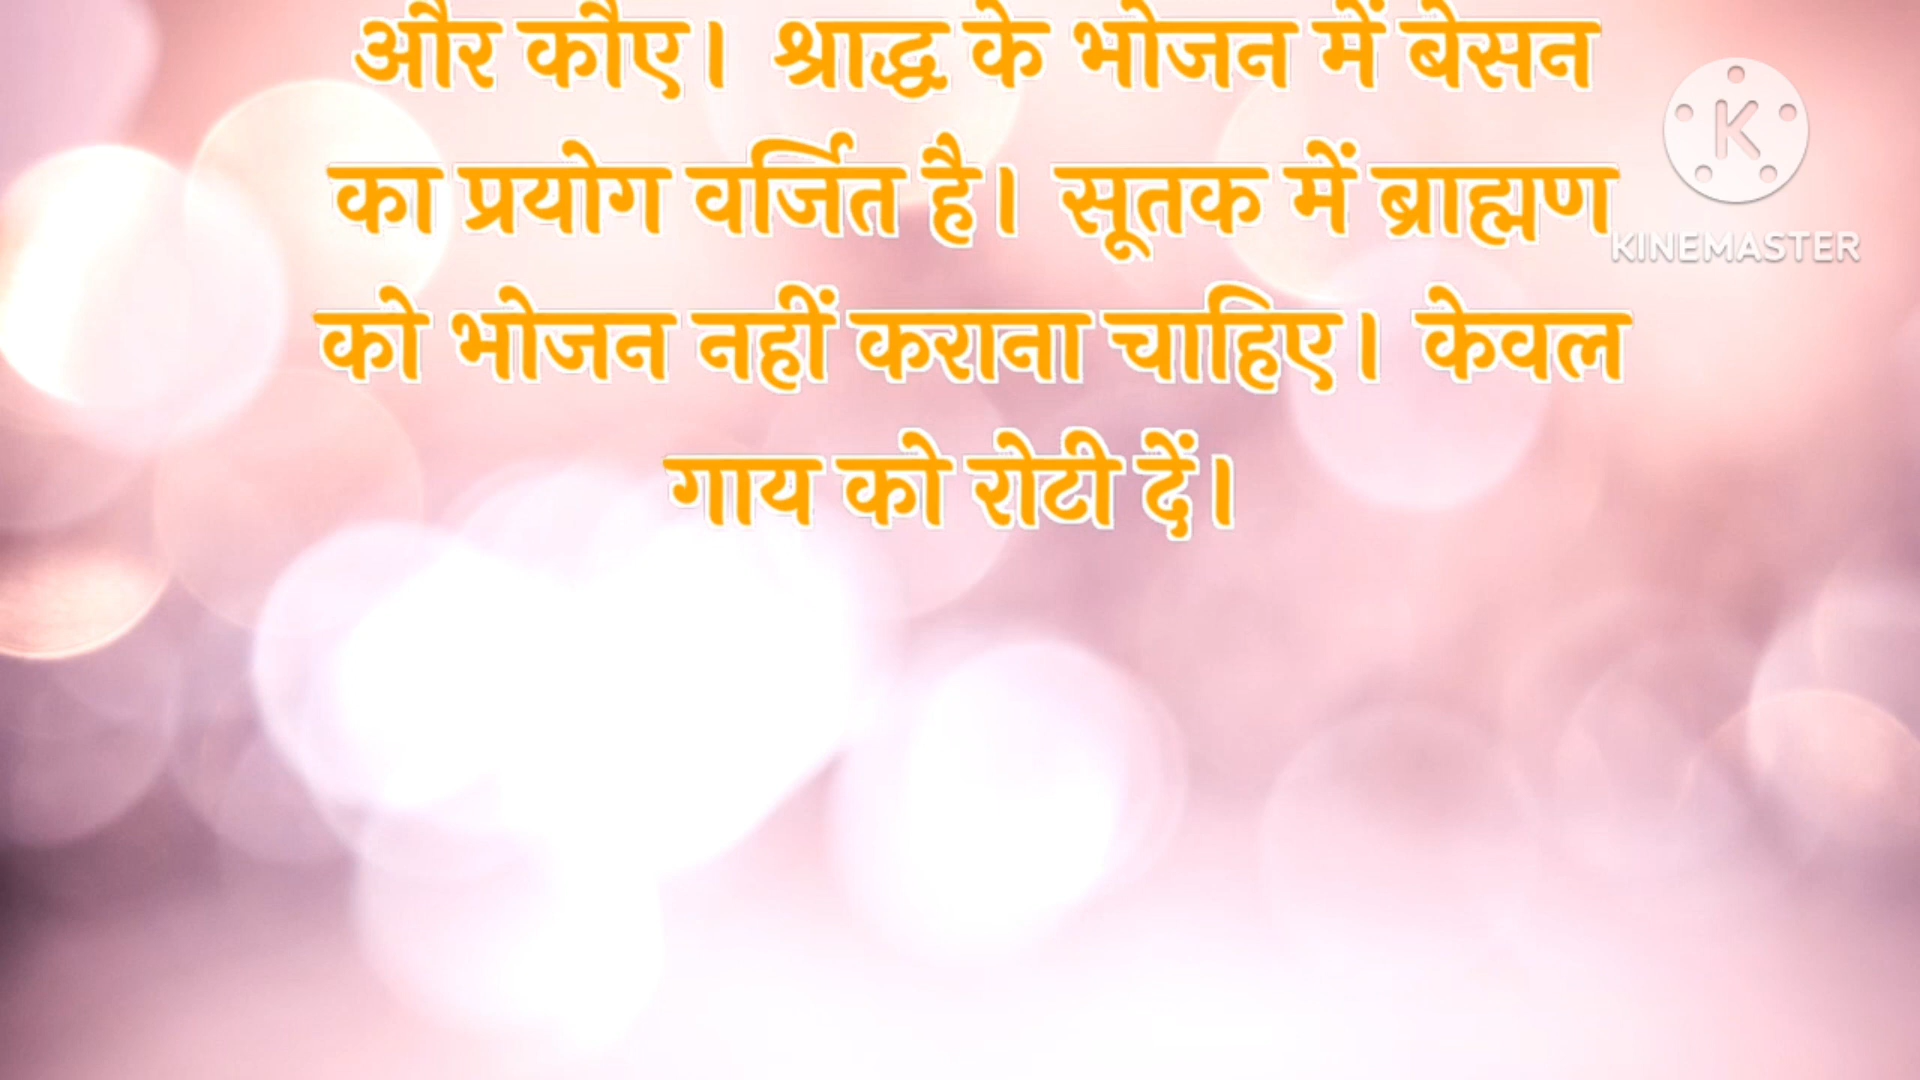 और कौए। श्राद्ध के भोजन में बेसन
का प्रयोग वर्जित है। सूतक में ब्राह्मण
को भोजन नहीं कराना चाहिए। केवल
गाय को रोटी दें।
K
KINEMASTER